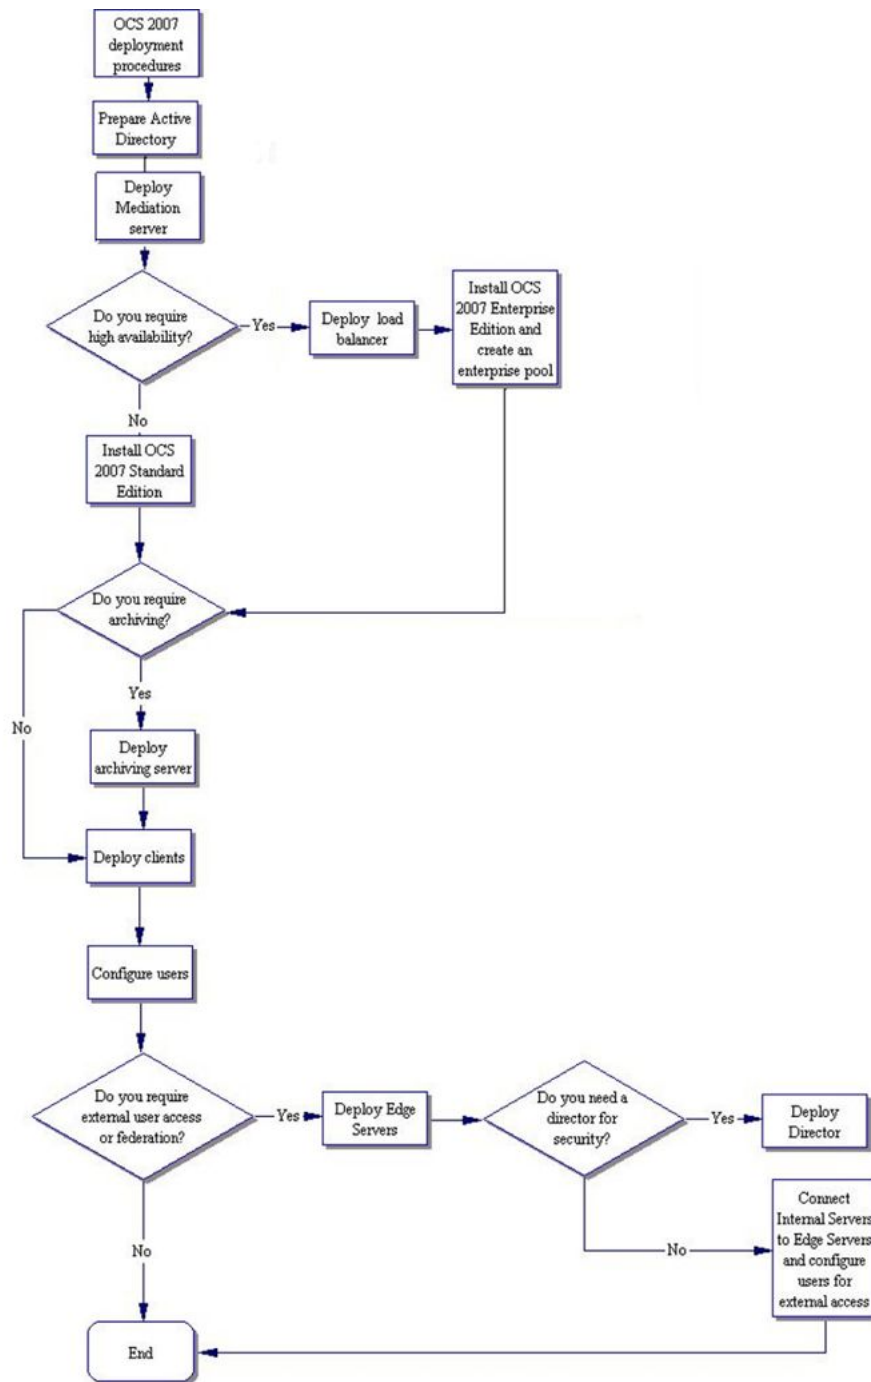 OCS 2007
deployment
procedures
Prepare Active
Directory
Deploy
Mediation
server
Do you require
high availability?
Yes
Deploy load
balancer
Install OCS
2007 Enterprise
Edition and
create an
enterprise pool
No
Install OCS
2007 Standard
Edition
Do you require
archiving?
Yes
No
Deploy
archiving server
Deploy clients
Configure users
Do you require
external user access
or federation?
Yes
Deploy Edge
Servers
Do you need a
director for
security?
Yes
Deploy
Director
No
Connect
Internal Servers
to Edge Servers
and configure
users for
external access
No
End